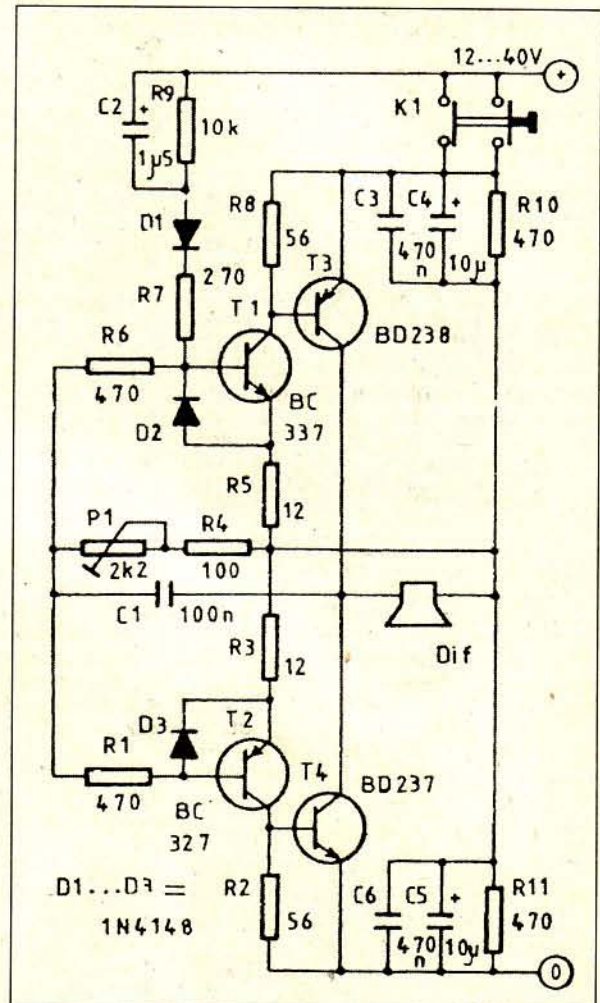 12...40V +
C2 + R9 K1
10k
1µS
R8 C3 C4 + R10
D1 56 470
270 T3 470 10µ
R7 T1 n
R6 BD238
470 BC
D2 337
R5
P1 R4 12
2k2 100
C1 100n
R3 Dif
12
D3 T2
R1 T4 BD237
470 BC
327
D1...D3 = R2 C6 C5 + R11
1N4148 56 470 10µ 470
n
0